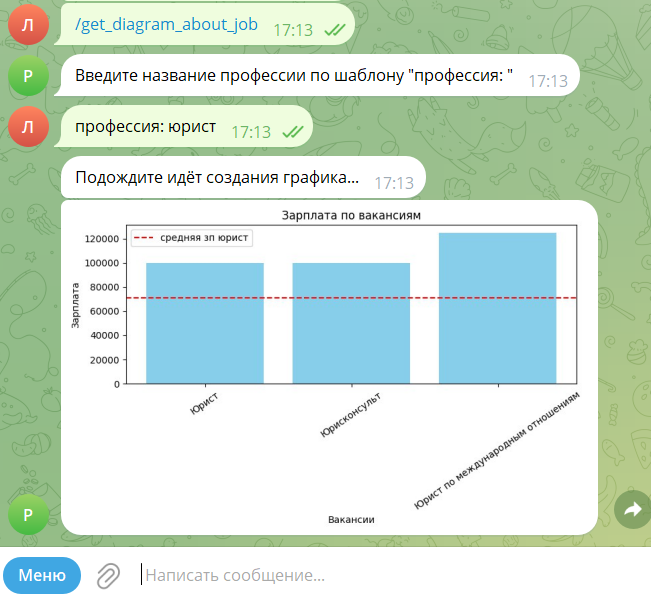 Л
/get_diagram_about_job 17:13
Р
Введите название профессии по шаблону "профессия: " 17:13
Л
профессия: юрист 17:13
Подождите идёт создания графика... 17:13
Зарплата по вакансиям
средняя зп юрист
120000
100000
80000
60000
40000
20000
0
Зарплата
Юрист
Юрисконсульт
Юрист по международным отношениям
Вакансии
Р
Меню
Написать сообщение...